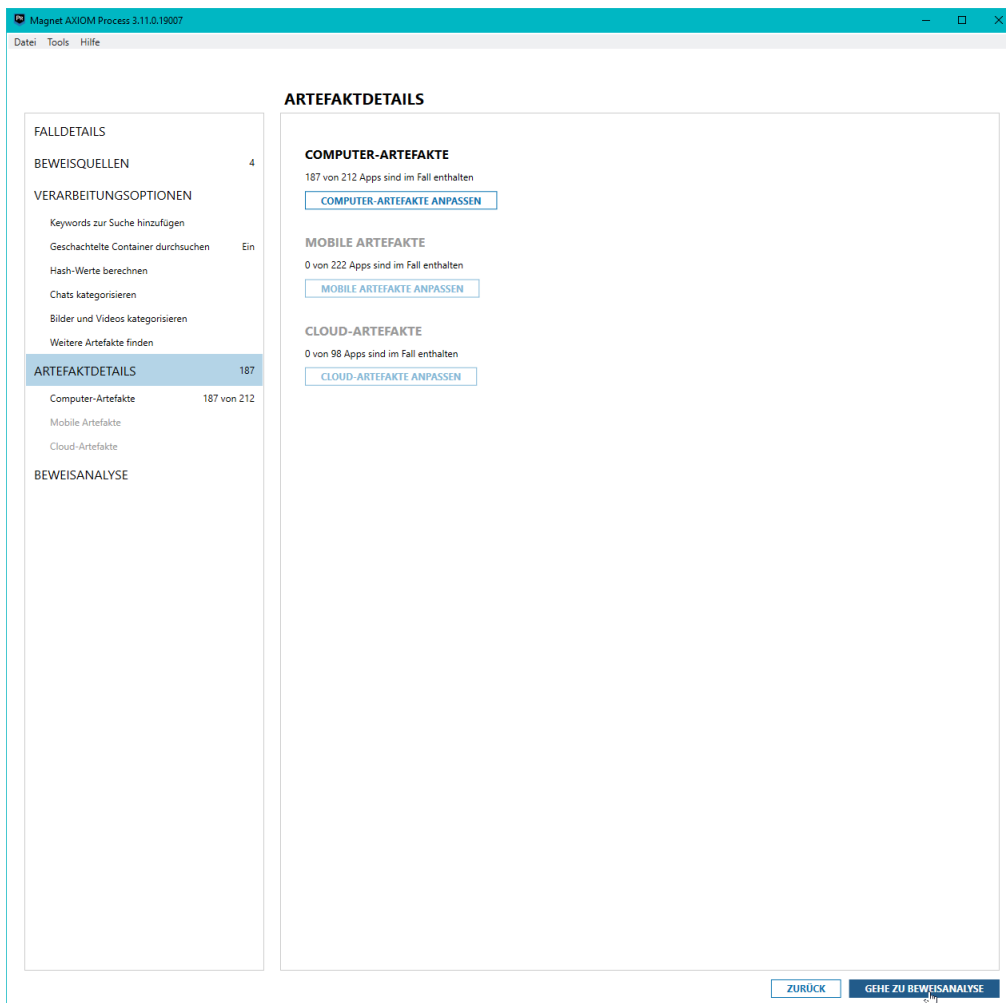 Magnet AXIOM Process 3.11.0.19007
Datei Tools Hilfe
ARTEFAKTDETAILS
FALLDETAILS
BEWEISQUELLEN 4
VERARBEITUNGSOPTIONEN
Keywords zur Suche hinzufügen
Geschachtelte Container durchsuchen Ein
Hash-Werte berechnen
Chats kategorisieren
Bilder und Videos kategorisieren
Weitere Artefakte finden
ARTEFAKTDETAILS 187
Computer-Artefakte 187 von 212
Mobile Artefakte
Cloud-Artefakte
BEWEISANALYSE
COMPUTER-ARTEFAKTE
187 von 212 Apps sind im Fall enthalten
COMPUTER-ARTEFAKTE ANPASSEN
MOBILE ARTEFAKTE
0 von 222 Apps sind im Fall enthalten
MOBILE ARTEFAKTE ANPASSEN
CLOUD-ARTEFAKTE
0 von 98 Apps sind im Fall enthalten
CLOUD-ARTEFAKTE ANPASSEN
ZURÜCK GEHE ZU BEWEISANALYSE